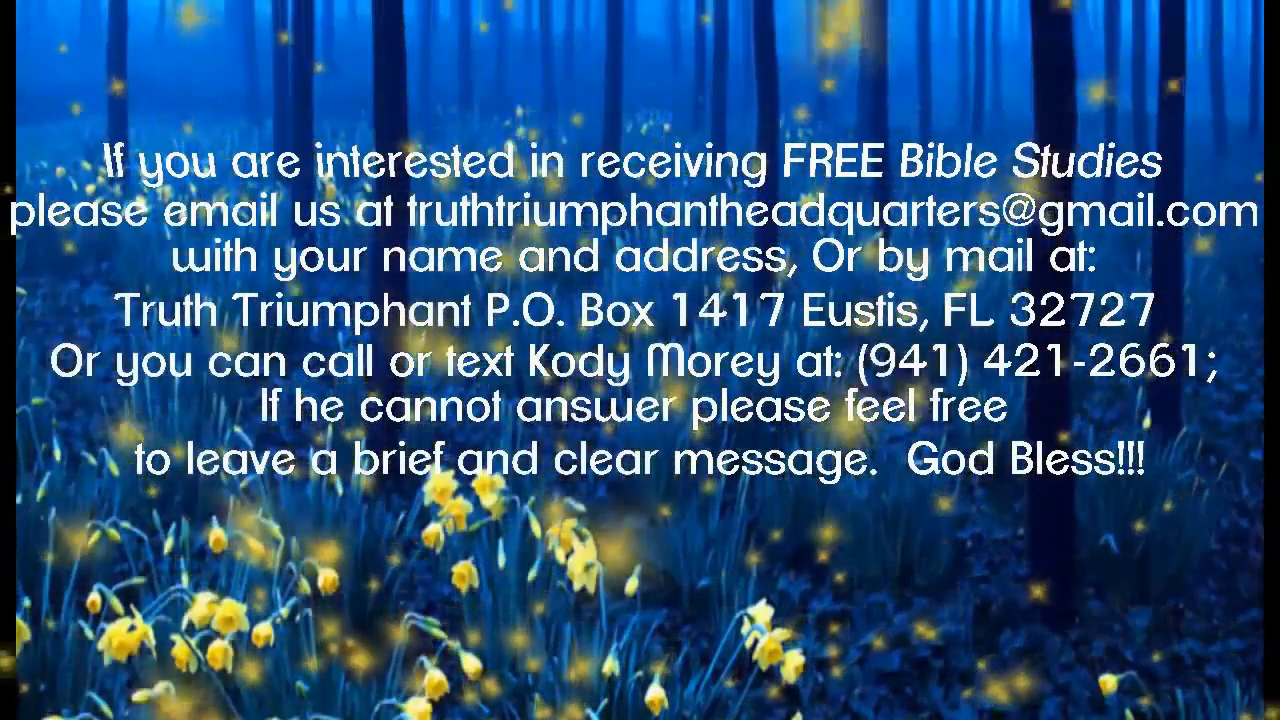 If you are interested in receiving FREE Bible Studies
please email us at truthtriumphantheadquarters@gmail.com
with your name and address, Or by mail at:
Truth Triumphant P.O. Box 1417 Eustis, FL 32727
Or you can call or text Kody Morey at: (941) 421-2661;
If he cannot answer please feel free
to leave a brief and clear message.  God Bless!!!